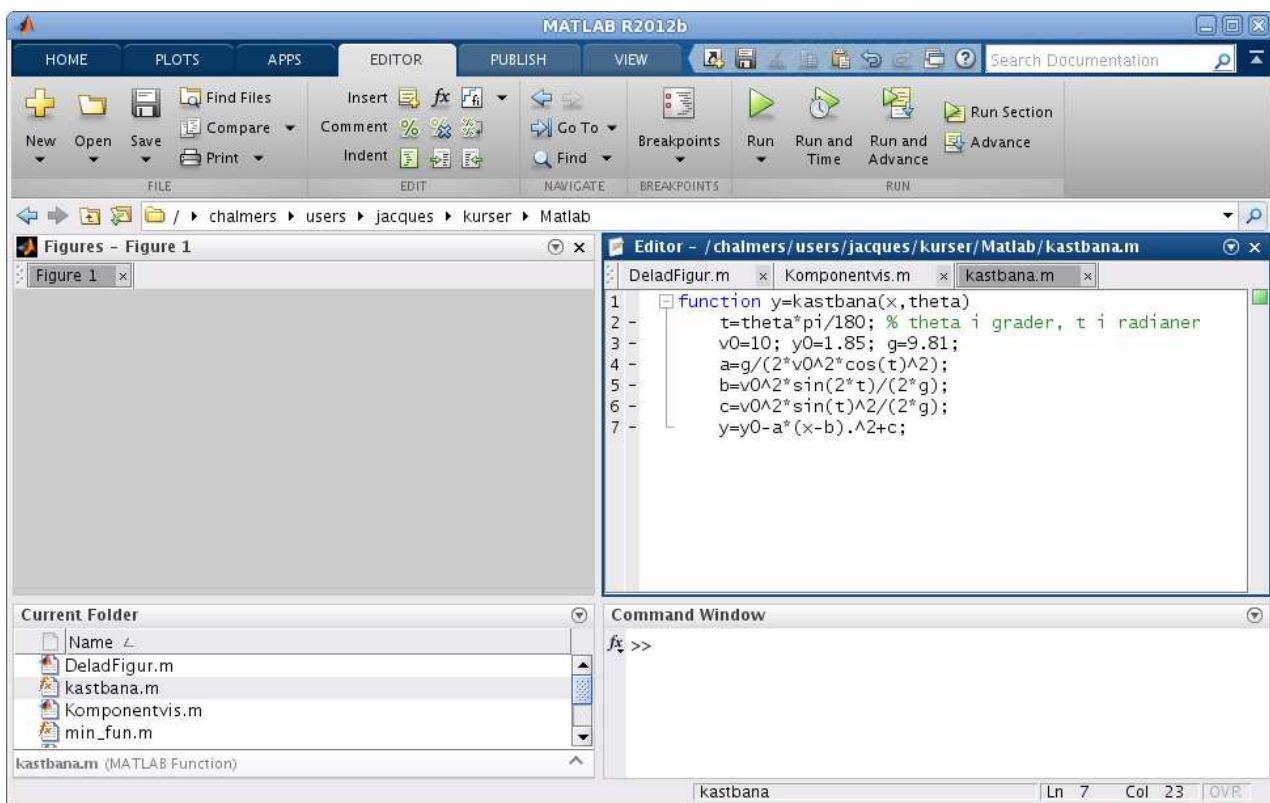 MATLAB R2012b
HOME PLOTS APPS EDITOR PUBLISH VIEW Search Documentation
New Open Save Find Files Compare Print
FILE
Insert fx
Comment %
Indent
EDIT
Go To
Find
NAVIGATE
Breakpoints
BREAKPOINTS
Run Run and Time Run and Advance Run Section Advance
RUN
/ chalmers users jacques kurser Matlab
Figures - Figure 1
Figure 1
Editor - /chalmers/users/jacques/kurser/Matlab/kastbana.m
DeladFigur.m Komponentvis.m kastbana.m
1 function y=kastbana(x,theta)
2 - t=theta*pi/180; % theta i grader, t i radianer
3 - v0=10; y0=1.85; g=9.81;
4 - a=g/(2*v0^2*cos(t)^2);
5 - b=v0^2*sin(2*t)/(2*g);
6 - c=v0^2*sin(t)^2/(2*g);
7 - y=y0-a*(x-b).^2+c;
Current Folder
Name
DeladFigur.m
kastbana.m
Komponentvis.m
min_fun.m
kastbana.m (MATLAB Function)
Command Window
fx >>
kastbana Ln 7 Col 23 OVR